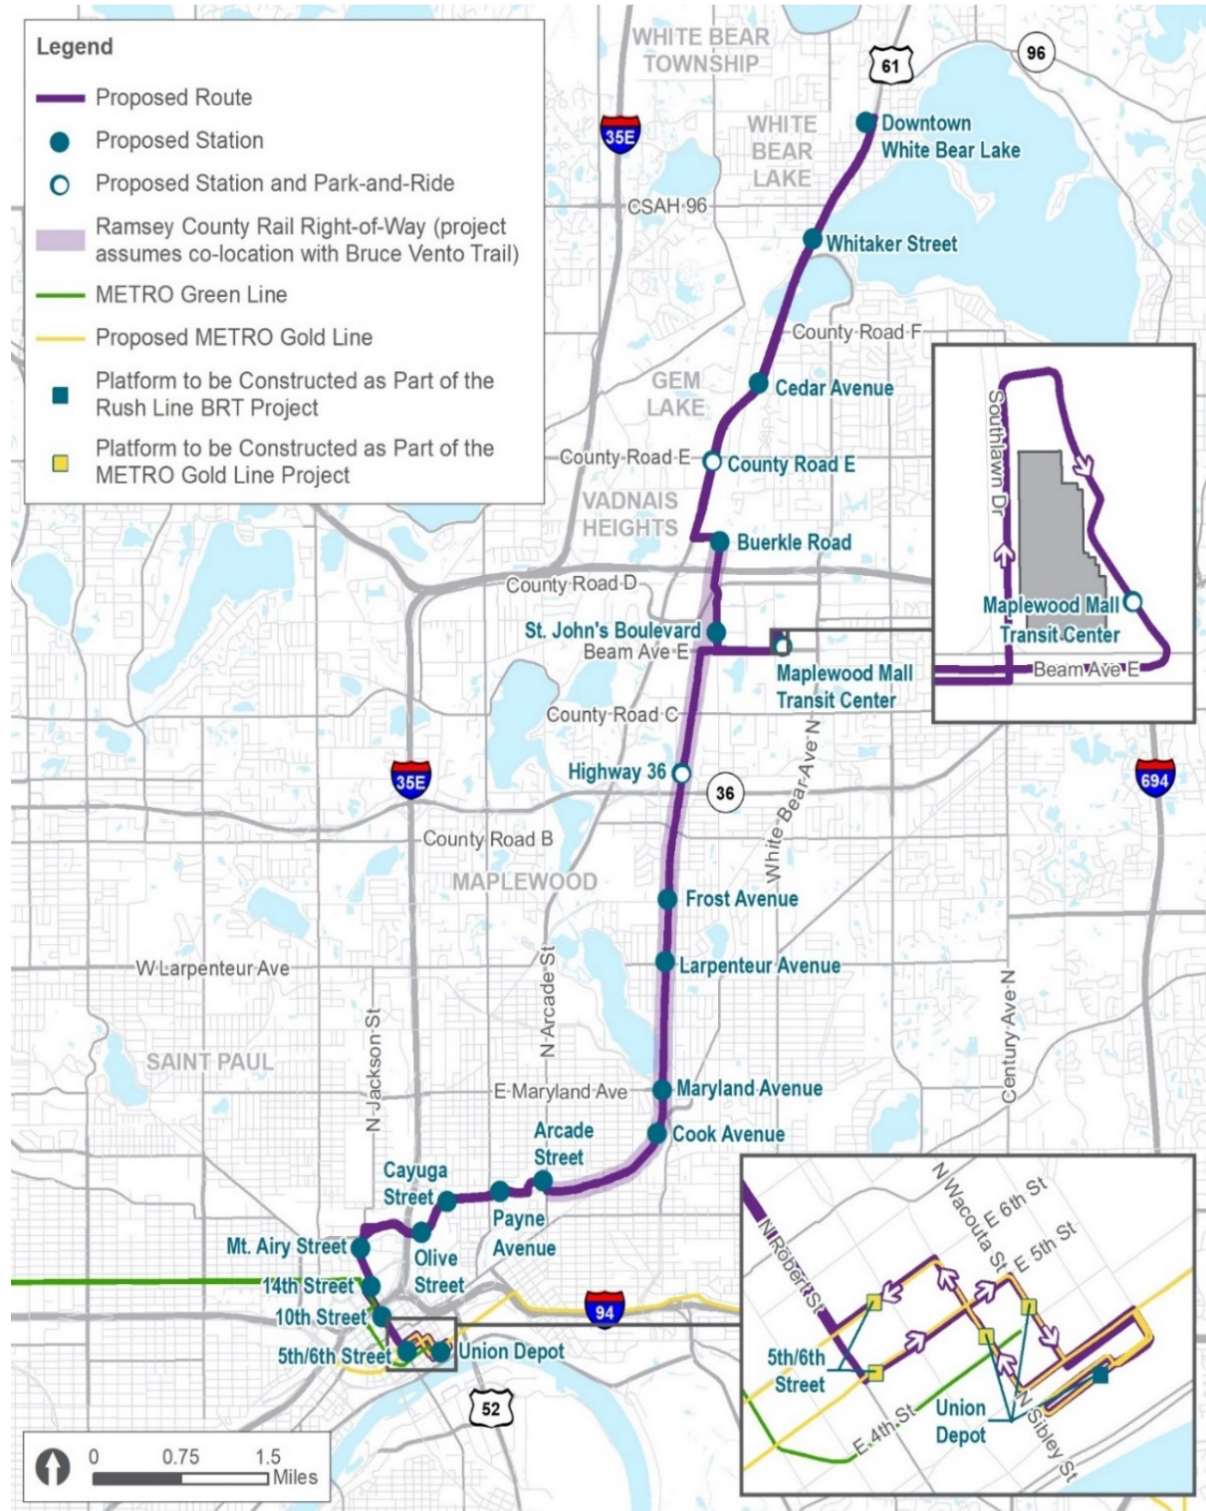 Legend
Proposed Route
Proposed Station
Proposed Station and Park-and-Ride
Ramsey County Rail Right-of-Way (project
assumes co-location with Bruce Vento Trail)
METRO Green Line
Proposed METRO Gold Line
Platform to be Constructed as Part of the
Rush Line BRT Project
Platform to be Constructed as Part of the
METRO Gold Line Project
WHITE BEAR
TOWNSHIP
61
96
35E
WHITE
BEAR
LAKE
Downtown
White Bear Lake
CSAH 96
Whitaker Street
County Road F
GEM
LAKE
Cedar Avenue
County Road E
County Road E
VADNAIS
HEIGHTS
Buerkle Road
County Road D
St. John's Boulevard
Beam Ave E
Maplewood Mall
Transit Center
Southlawn Dr
Maplewood Mall
Transit Center
Beam Ave E
County Road C
Highway 36
36
35E
694
White Bear Ave N
County Road B
MAPLEWOOD
Frost Avenue
W Larpenteur Ave
Larpenteur Avenue
N Arcade St
N Jackson St
Century Ave N
SAINT PAUL
E Maryland Ave
Maryland Avenue
Cook Avenue
Arcade
Street
Cayuga
Street
Payne
Avenue
Mt. Airy Street
Olive
Street
14th Street
10th Street
94
5th/6th Street
Union Depot
52
N Robert St
N Wacouta St
E 6th St
E 5th St
5th/6th
Street
E 4th St
Union
Depot
N Sibley St
0 0.75 1.5
Miles